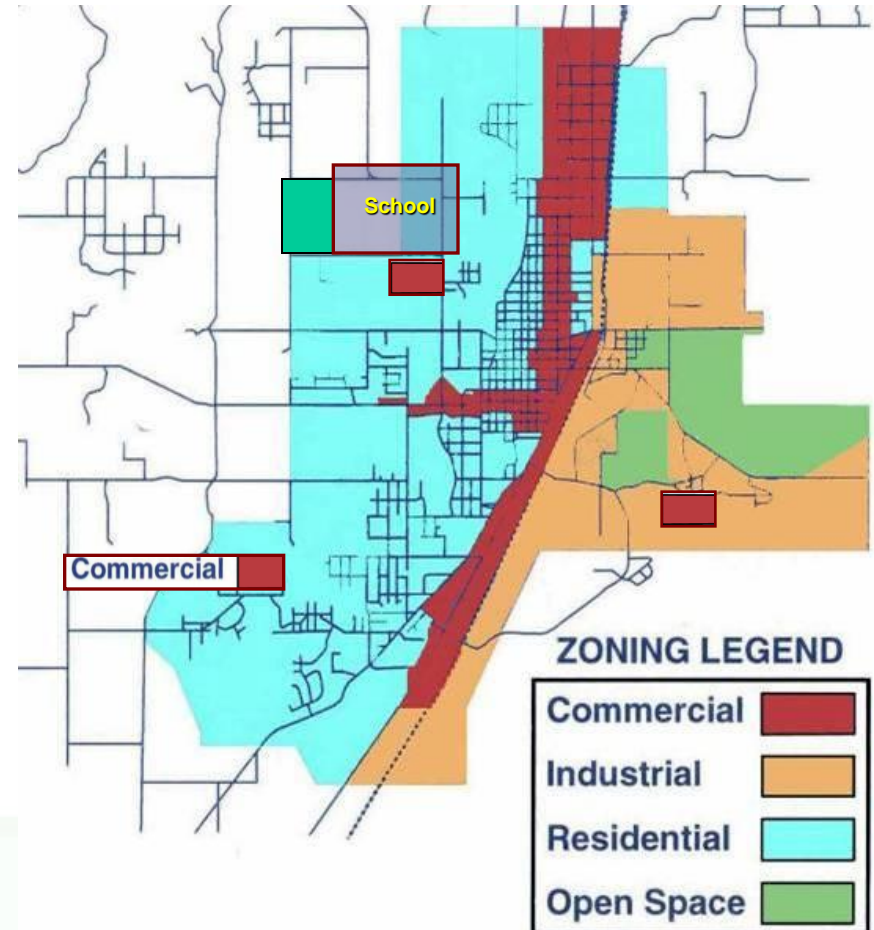 School
Commercial
ZONING LEGEND
Commercial
Industrial
Residential
Open Space